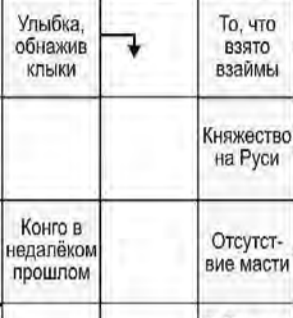 Улыбка,
обнажив
клыки
То, что
взято
взаймы
Княжество
на Руси
Конго в
недалёком
прошлом
Отсутст-
вие масти